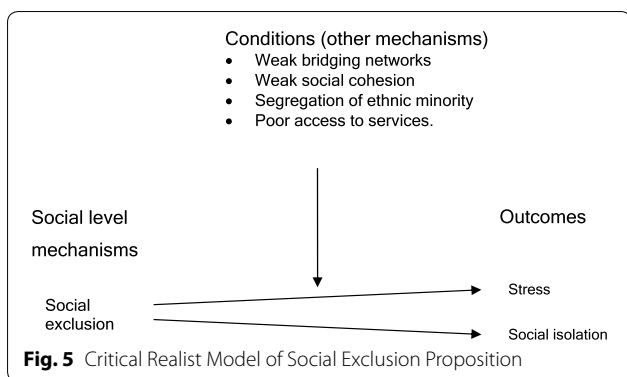 Conditions (other mechanisms)
• Weak bridging networks
• Weak social cohesion
• Segregation of ethnic minority
• Poor access to services.
Social level
mechanisms
Outcomes
Social
exclusion
Stress
Social isolation
Fig. 5 Critical Realist Model of Social Exclusion Proposition